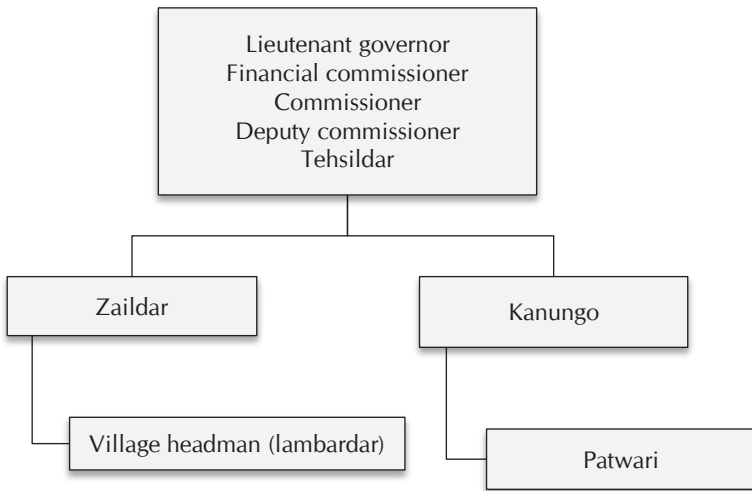 Lieutenant governor
Financial commissioner
Commissioner
Deputy commissioner
Tehsildar
Zaildar
Kanungo
Village headman (lambardar)
Patwari